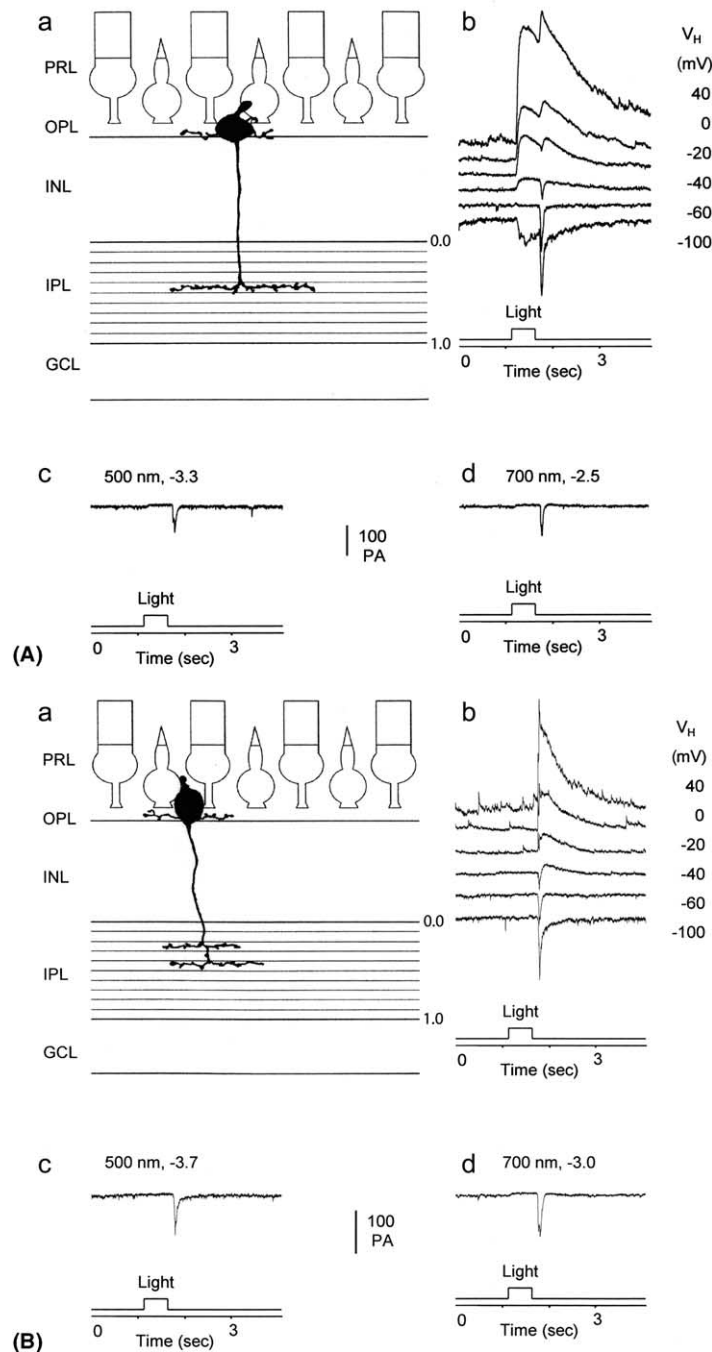 a
PRL
OPL
INL
IPL
GCL
0.0
1.0
b
V_H
(mV)
40
0
-20
-40
-60
-100
Light
0 3
Time (sec)
c
500 nm, -3.3
100
PA
Light
0 3
Time (sec)
d
700 nm, -2.5
Light
0 3
Time (sec)
(A)
a
PRL
OPL
INL
IPL
GCL
0.0
1.0
b
V_H
(mV)
40
0
-20
-40
-60
-100
Light
0 3
Time (sec)
c
500 nm, -3.7
100
PA
Light
0 3
Time (sec)
d
700 nm, -3.0
Light
0 3
Time (sec)
(B)